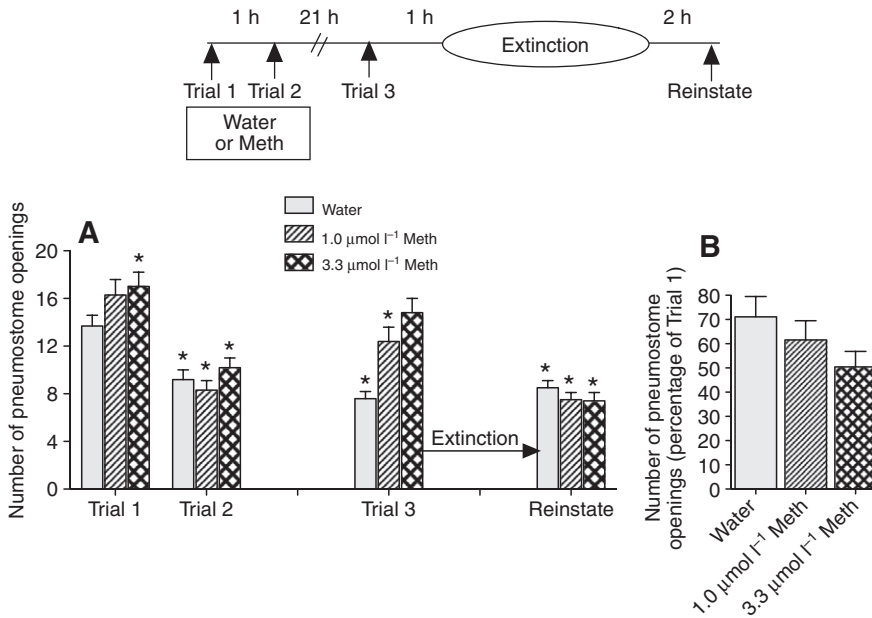 1 h 21 h 1 h 2 h
Extinction
Trial 1 Trial 2 Trial 3 Reinstate
Water
or Meth
A
Number of pneumostome openings
Water
1.0 µmol l⁻¹ Meth
3.3 µmol l⁻¹ Meth
20
16
12
8
4
0
*
* * *
* *
* * *
Extinction
Trial 1 Trial 2 Trial 3 Reinstate
B
Number of pneumostome
openings (percentage of Trial 1)
80
70
60
50
40
30
20
10
0
Water
1.0 µmol l⁻¹ Meth
3.3 µmol l⁻¹ Meth